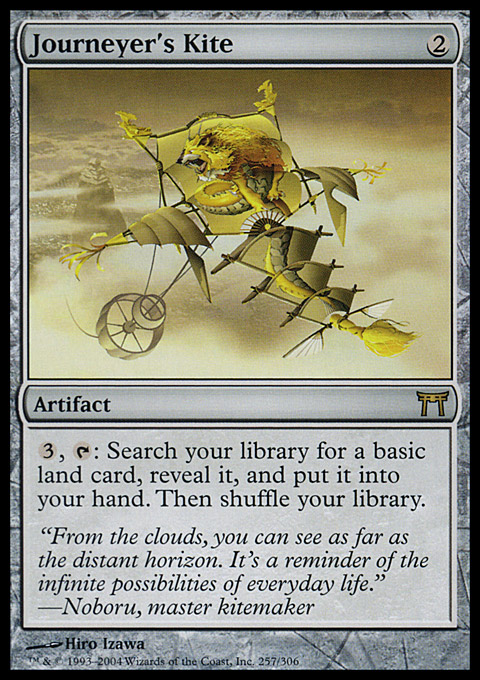 Journeyer's Kite 2
Artifact
3, : Search your library for a basic
land card, reveal it, and put it into
your hand. Then shuffle your library.
“From the clouds, you can see as far as
the distant horizon. It’s a reminder of the
infinite possibilities of everyday life.”
—Noboru, master kitemaker
Hiro Izawa
™ & © 1993–2004 Wizards of the Coast, Inc. 257/306